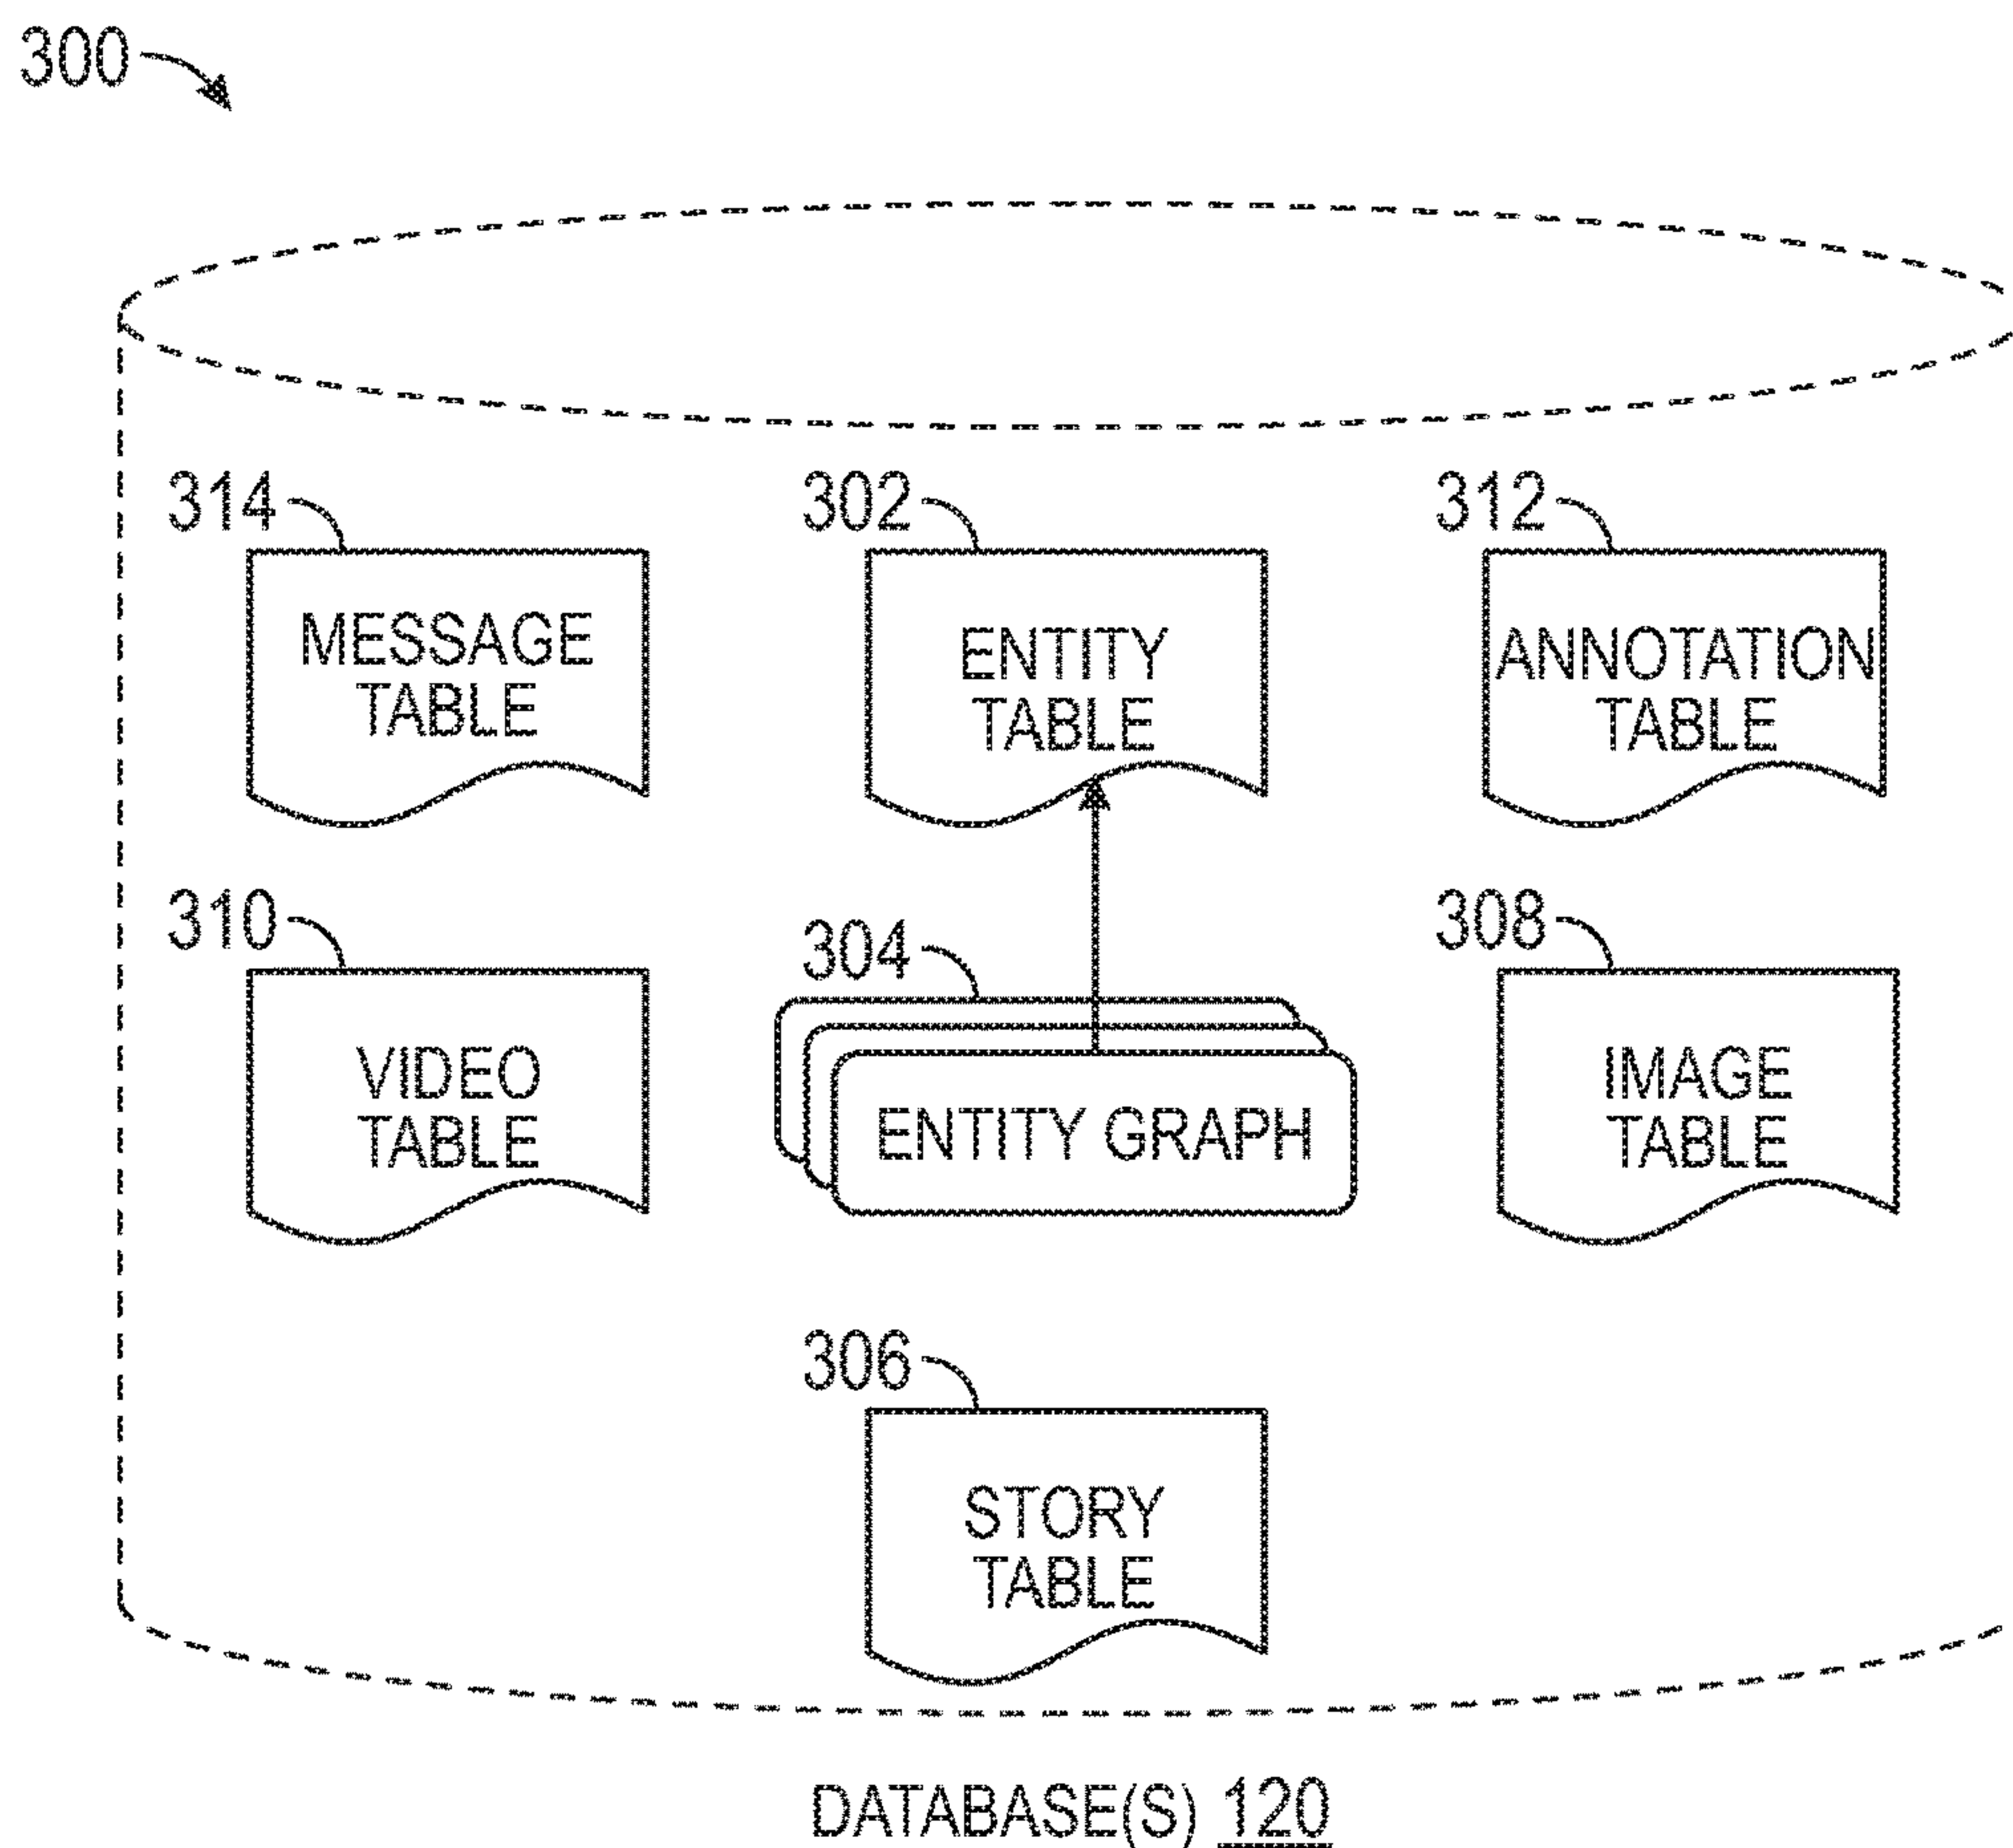 300
314
302
312
MESSAGE
TABLE
ENTITY
TABLE
ANNOTATION
TABLE
310
304
308
VIDEO
TABLE
ENTITY GRAPH
IMAGE
TABLE
306
STORY
TABLE
DATABASE(S) 120